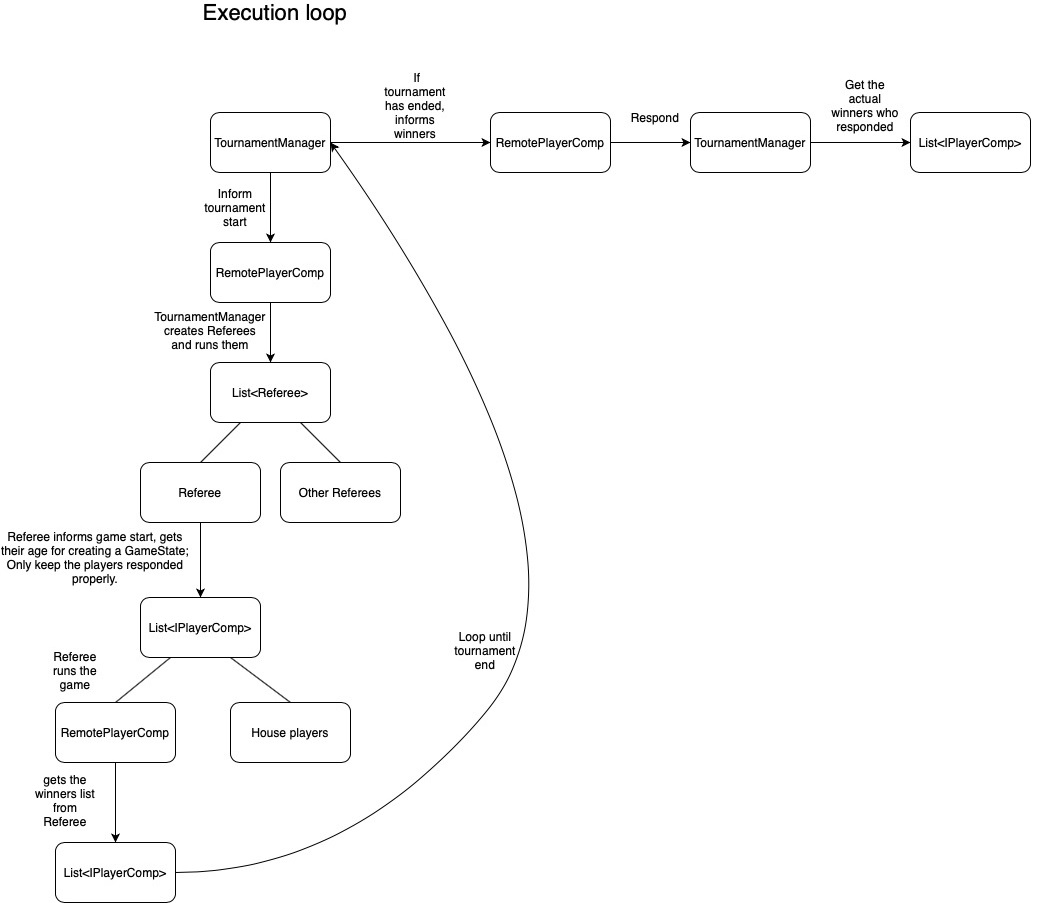 Execution loop
If
tournament
has ended,
informs
winners
Get the
actual
winners who
responded
Respond
TournamentManager
RemotePlayerComp
TournamentManager
List<IPlayerComp>
Inform
tournament
start
RemotePlayerComp
TournamentManager
creates Referees
and runs them
List<Referee>
Referee
Other Referees
Referee informs game start, gets
their age for creating a GameState;
Only keep the players responded
properly.
List<IPlayerComp>
Loop until
tournament
end
Referee
runs the
game
RemotePlayerComp
House players
gets the
winners list
from
Referee
List<IPlayerComp>